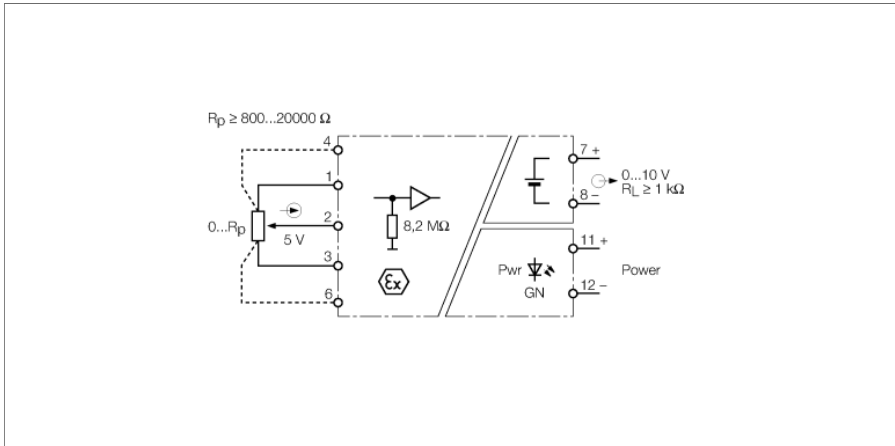 Rp ≥ 800...20000 Ω
4
1
2
3
6
0...Rp
5 V
8,2 MΩ
Ex
7 +
8 –
0...10 V
RL ≥ 1 kΩ
11 +
12 –
Pwr
GN
Power